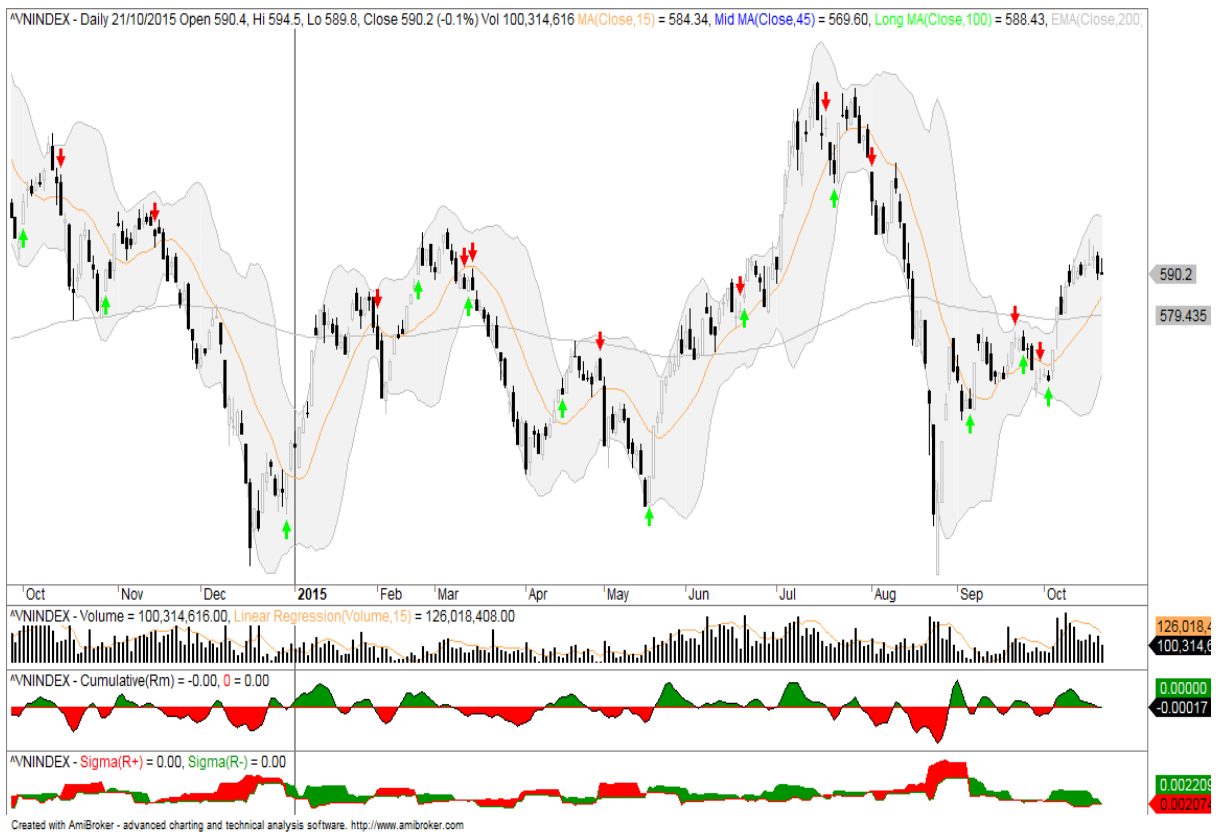 ^VNINDEX - Daily 21/10/2015 Open 590.4, Hi 594.5, Lo 589.8, Close 590.2 (-0.1%) Vol 100,314,616 MA(Close,15) = 584.34, Mid MA(Close,45) = 569.60, Long MA(Close,100) = 588.43, EMA(Close,200)
590.2
579.435
Oct Nov Dec 2015 Feb Mar Apr May Jun Jul Aug Sep Oct
^VNINDEX - Volume = 100,314,616.00, Linear Regression(Volume,15) = 126,018,408.00
126,018,4
100,314,6
^VNINDEX - Cumulative(Rm) = -0.00, 0 = 0.00
0.00000
-0.00017
^VNINDEX - Sigma(R+) = 0.00, Sigma(R-) = 0.00
0.002209
0.002074
Created with AmiBroker - advanced charting and technical analysis software. http://www.amibroker.com